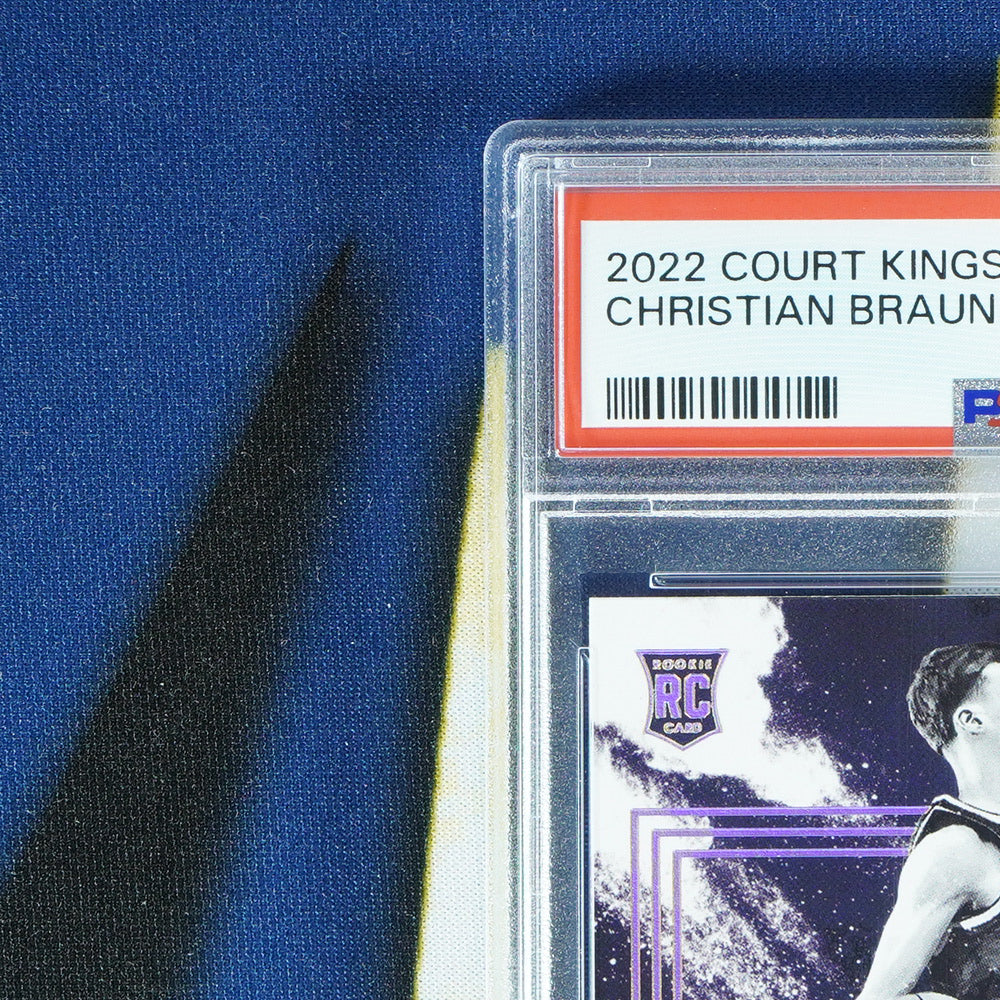 2022 COURT KINGS
CHRISTIAN BRAUN
ROOKIE
RC
CARD